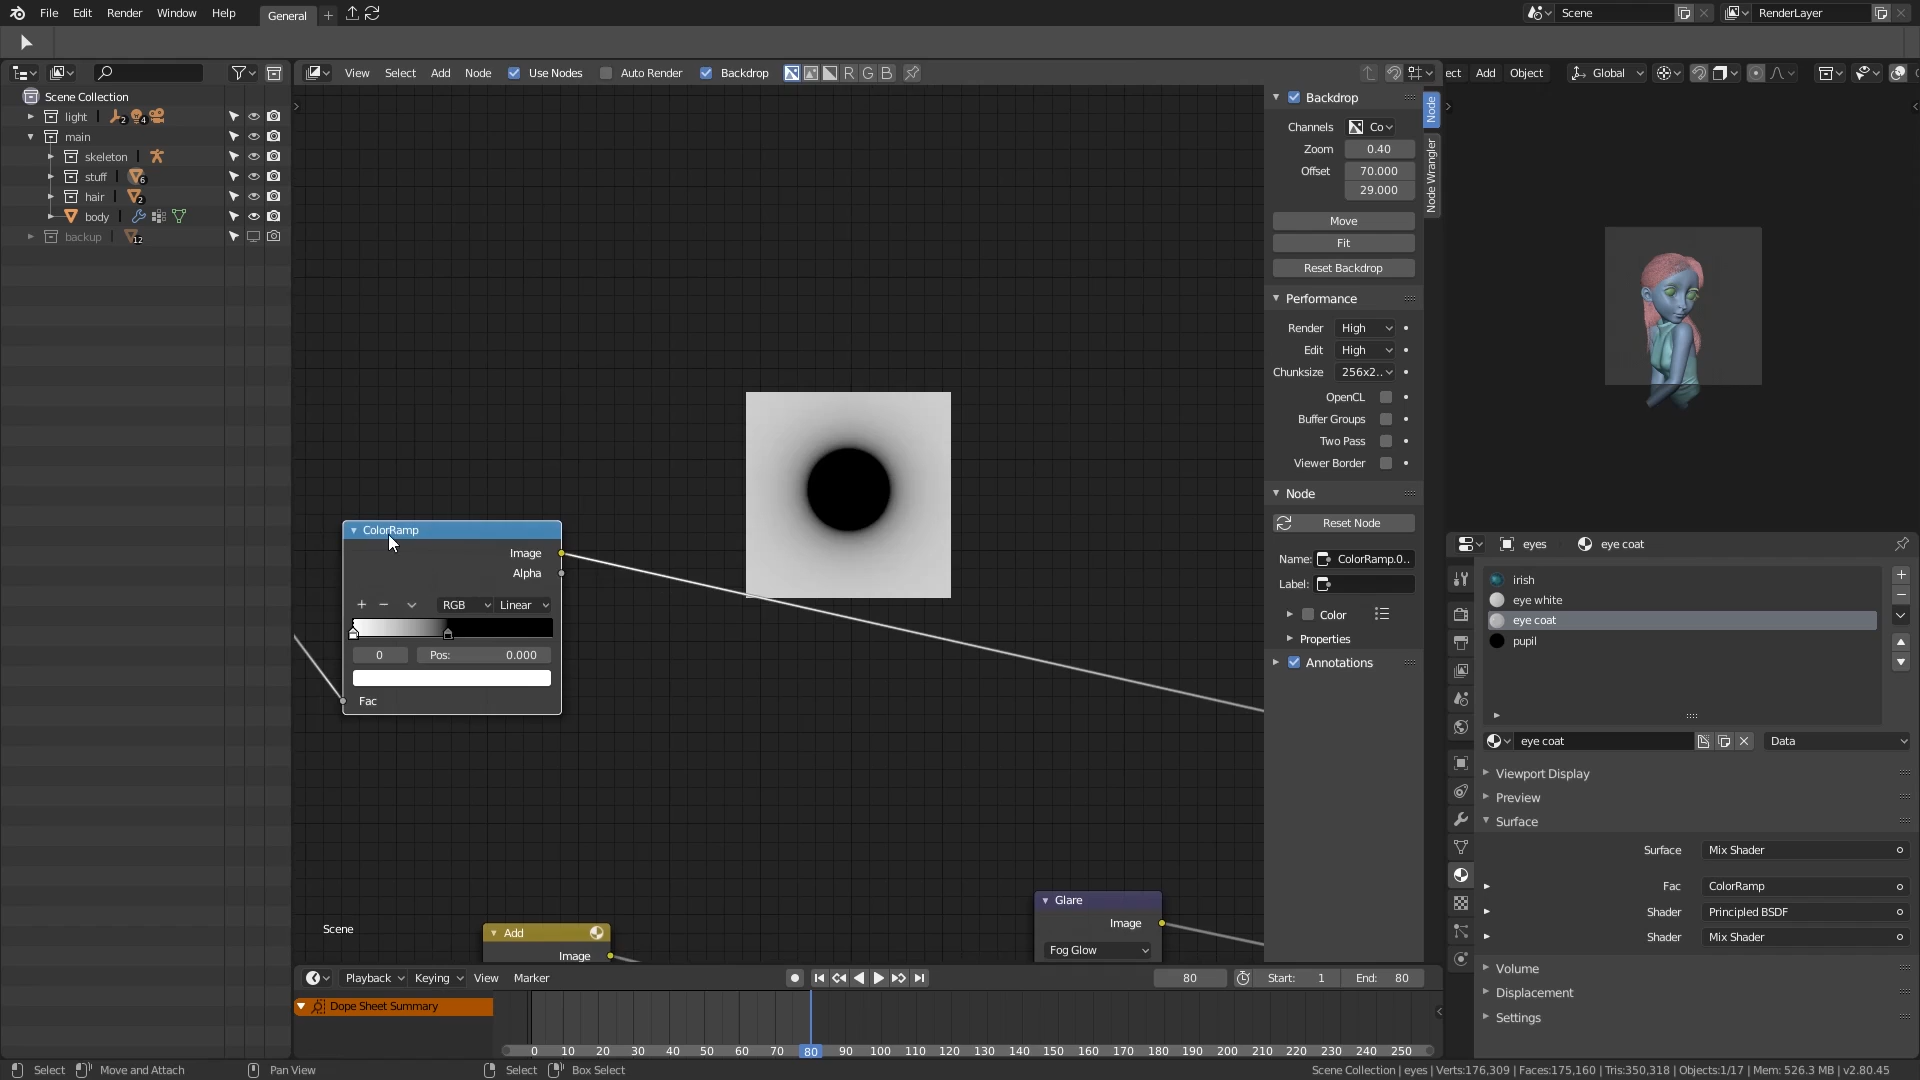 File Edit Render Window Help General Scene RenderLayer
View Select Add Node Use Nodes Auto Render Backdrop R G B ect Add Object Global
Scene Collection
light 2 4
main
skeleton
stuff 6
hair 2
body
backup 12
Backdrop
Channels Co
Zoom 0.40
Offset 70.000
29.000
Move
Fit
Reset Backdrop
Performance
Render High
Edit High
Chunksize 256x2..
OpenCL
Buffer Groups
Two Pass
Viewer Border
Node
Reset Node
Name: ColorRamp.0..
Label:
Color
Properties
Annotations
Node
Node Wrangler
ColorRamp
Image
Alpha
RGB Linear
0 Pos: 0.000
Fac
Scene
Add
Image
Glare
Image
Fog Glow
eyes eye coat
irish
eye white
eye coat
pupil
eye coat Data
Viewport Display
Preview
Surface
Surface Mix Shader
Fac ColorRamp
Shader Principled BSDF
Shader Mix Shader
Volume
Displacement
Settings
Playback Keying View Marker 80 Start: 1 End: 80
Dope Sheet Summary
0 10 20 30 40 50 60 70 80 90 100 110 120 130 140 150 160 170 180 190 200 210 220 230 240 250
Select Move and Attach Pan View Select Box Select Scene Collection | eyes | Verts:176,309 | Faces:175,160 | Tris:350,318 | Objects:1/17 | Mem: 526.3 MB | v2.80.45